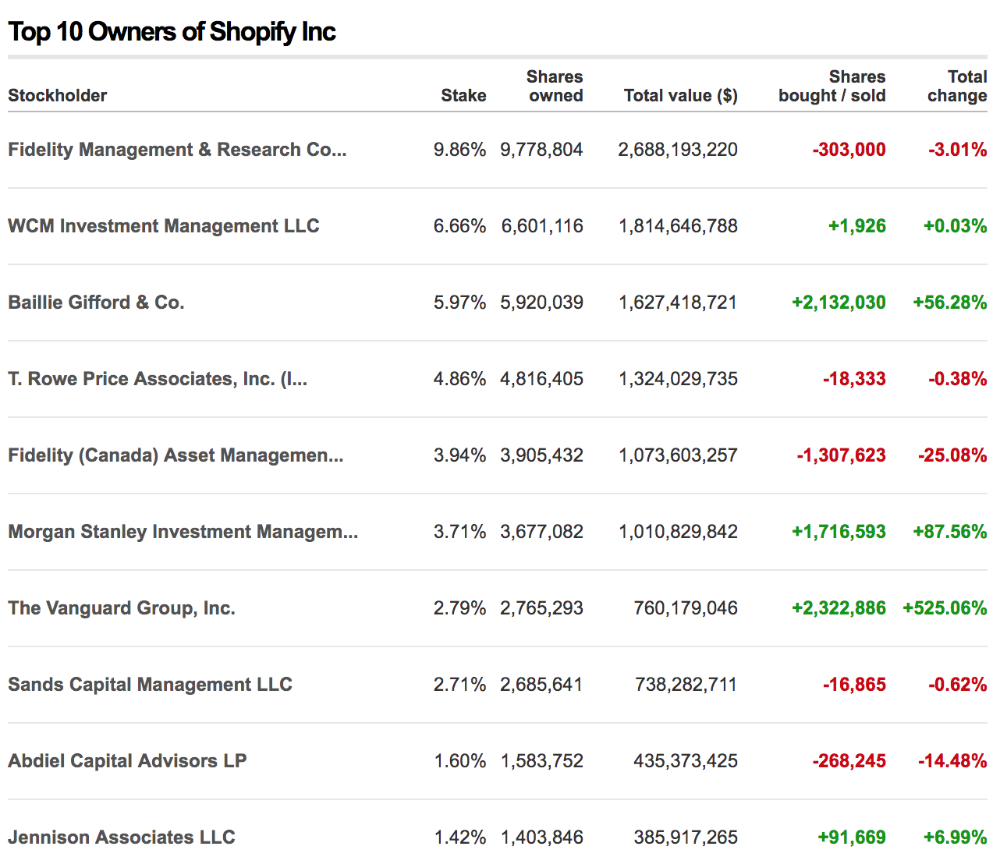 Top 10 Owners of Shopify Inc
Shares Shares Total
Stockholder Stake owned Total value ($) bought / sold change
Fidelity Management & Research Co... 9.86% 9,778,804 2,688,193,220 -303,000 -3.01%
WCM Investment Management LLC 6.66% 6,601,116 1,814,646,788 +1,926 +0.03%
Baillie Gifford & Co. 5.97% 5,920,039 1,627,418,721 +2,132,030 +56.28%
T. Rowe Price Associates, Inc. (I... 4.86% 4,816,405 1,324,029,735 -18,333 -0.38%
Fidelity (Canada) Asset Managemen... 3.94% 3,905,432 1,073,603,257 -1,307,623 -25.08%
Morgan Stanley Investment Managem... 3.71% 3,677,082 1,010,829,842 +1,716,593 +87.56%
The Vanguard Group, Inc. 2.79% 2,765,293 760,179,046 +2,322,886 +525.06%
Sands Capital Management LLC 2.71% 2,685,641 738,282,711 -16,865 -0.62%
Abdiel Capital Advisors LP 1.60% 1,583,752 435,373,425 -268,245 -14.48%
Jennison Associates LLC 1.42% 1,403,846 385,917,265 +91,669 +6.99%